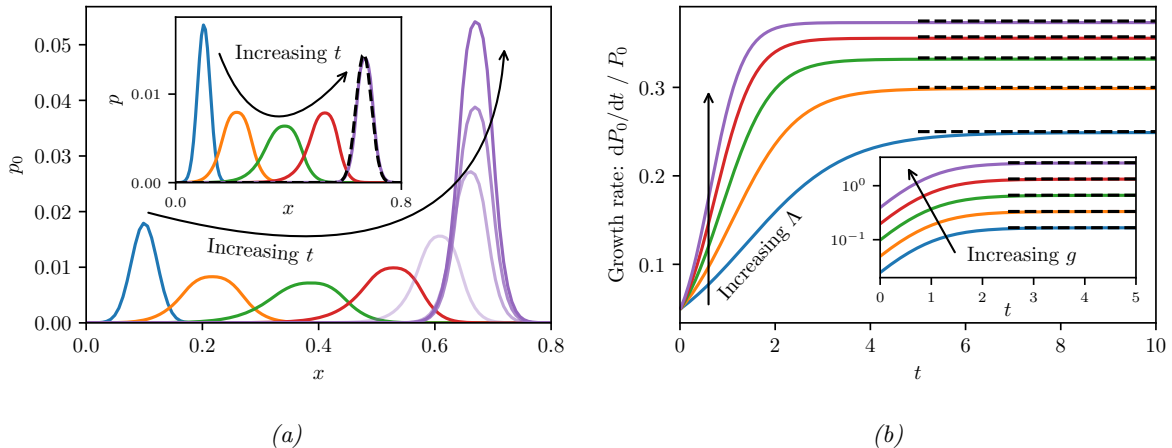 0.05
0.04
0.03
0.02
0.01
0.00
p₀
0.0
0.2
0.4
0.6
0.8
x
Increasing t
0.01
0.00
p
0.0
0.8
x
Increasing t
(a)
0.3
0.2
0.1
Growth rate: dP₀/dt / P₀
0
2
4
6
8
10
t
Increasing Λ
10⁰
10⁻¹
0
1
2
3
4
5
t
Increasing g
(b)